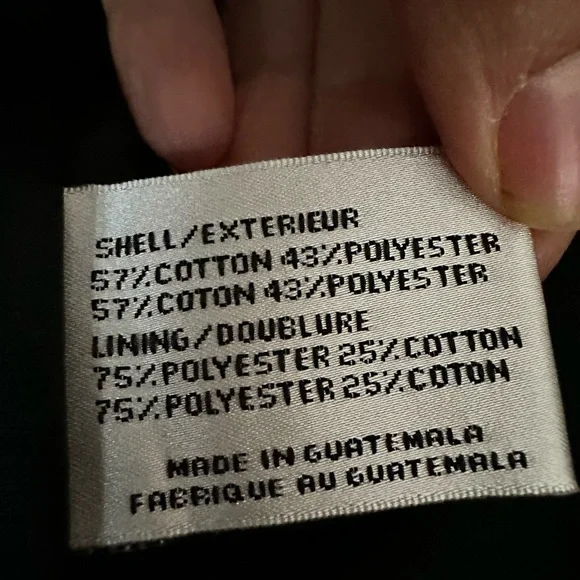 SHELL/EXTERIEUR
57%COTTON 43%POLYESTER
57%COTON 43%POLYESTER
LINING/DOUBLURE
75%POLYESTER 25%COTTON
75%POLYESTER 25%COTON
MADE IN GUATEMALA
FABRIQUE AU GUATEMALA